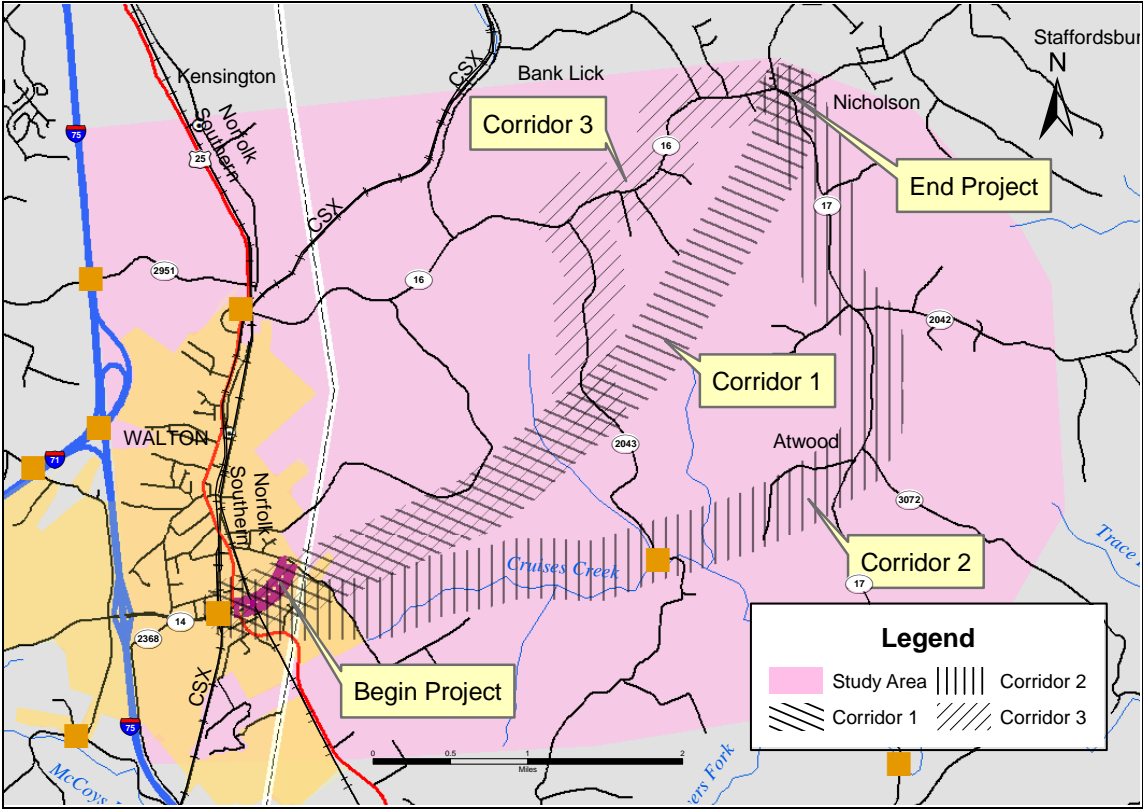 Staffordsbur
N
Kensington
CSX
Bank Lick
Nicholson
Corridor 3
75
Norfolk
Southern
25
16
End Project
CSX
17
2951
16
2042
Corridor 1
WALTON
2043
Atwood
71
Norfolk
Southern
3072
Cruises Creek
Corridor 2
Trace
17
14
2368
Begin Project
CSX
75
McCoys
ers Fork
0 0.5 1 2
Miles
Legend
Study Area
Corridor 2
Corridor 1
Corridor 3